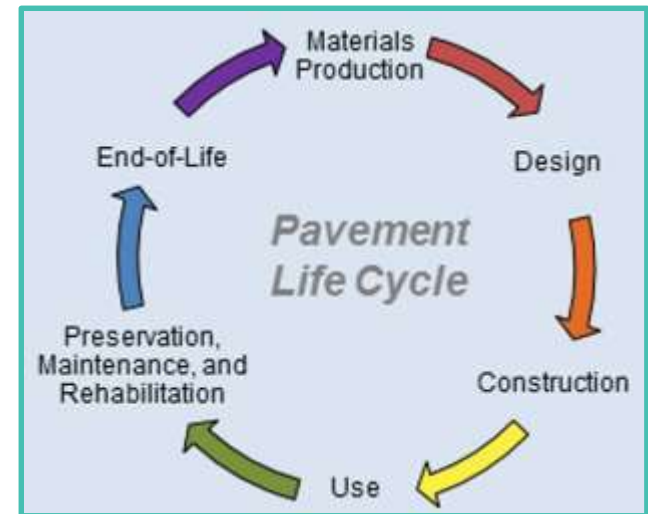 Materials
Production
Design
Construction
Use
Preservation,
Maintenance, and
Rehabilitation
End-of-Life
Pavement
Life Cycle